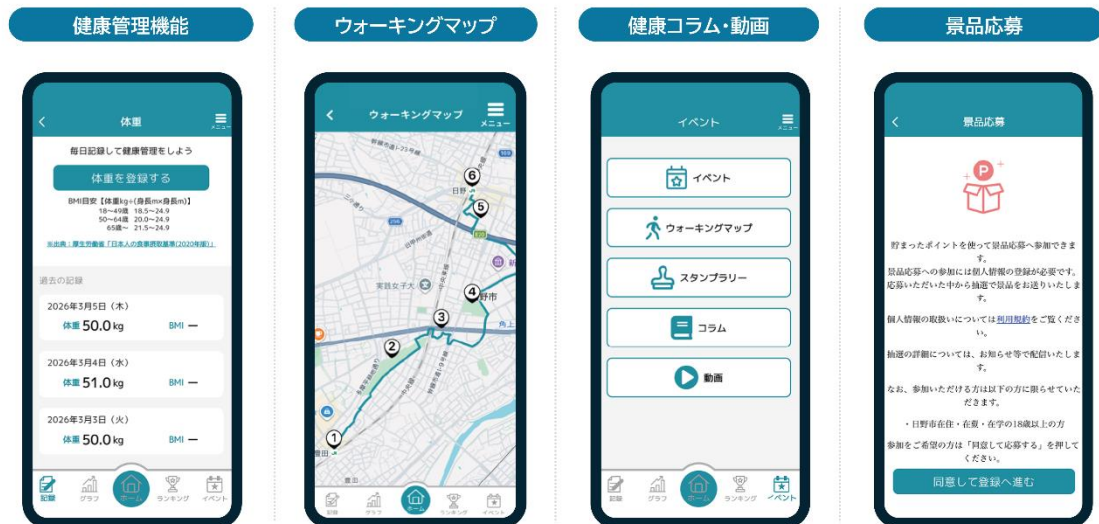 健康管理機能
体重
メニュー
毎日記録して健康管理をしよう
体重を登録する
BMI目安【体重kg÷(身長m×身長m)】
18~49歳 18.5~24.9
50~64歳 20.0~24.9
65歳~ 21.5~24.9
※出典:厚生労働省「日本人の食事摂取基準(2020年版)」
過去の記録
2026年3月5日(木)
体重 50.0 kg BMI ー
2026年3月4日(水)
体重 51.0 kg BMI ー
2026年3月3日(火)
体重 50.0 kg BMI ー
記録 グラフ ホーム ランキング イベント
ウォーキングマップ
ウォーキングマップ
メニュー
6
日野
5
256
実践女子大
4
野市
3
角上
2
中央線
1
豊田
豊田
記録 グラフ ホーム ランキング イベント
健康コラム・動画
イベント
メニュー
イベント
ウォーキングマップ
スタンプラリー
コラム
動画
記録 グラフ ホーム ランキング イベント
景品応募
景品応募
P
貯まったポイントを使って景品応募へ参加できま
す。
景品応募への参加には個人情報の登録が必要です。
応募いただいた中から抽選で景品をお送りいたしま
す。
個人情報の取扱いについては利用規約をご覧くださ
い。
抽選の詳細については、お知らせ等で配信いたしま
す。
なお、参加いただける方は以下の方に限らせていた
だきます。
・日野市在住・在勤・在学の18歳以上の方
参加をご希望の方は「同意して応募する」を押して
ください。
同意して登録へ進む